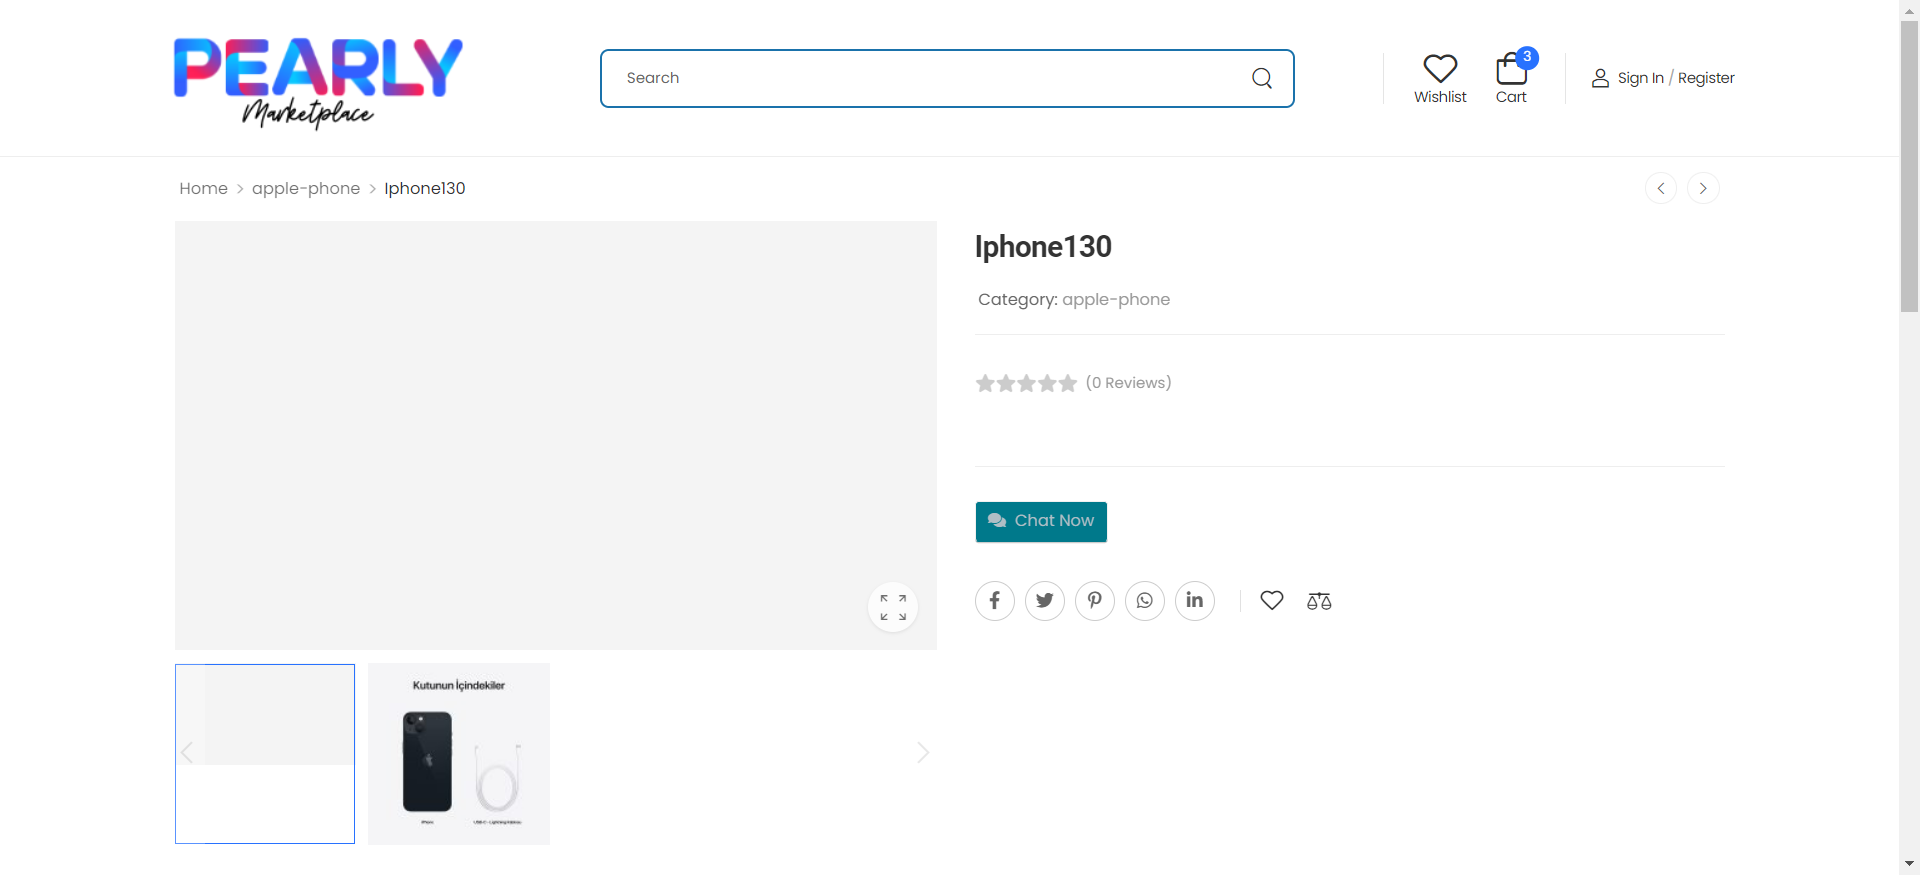 PEARLY
Marketplace
Search
Wishlist
3
Cart
Sign In / Register
Home > apple-phone > Iphone130
Iphone130
Category: apple-phone
(0 Reviews)
Chat Now
Kutunun İçindekiler
iPhone
USB-C - Lightning Kablosu